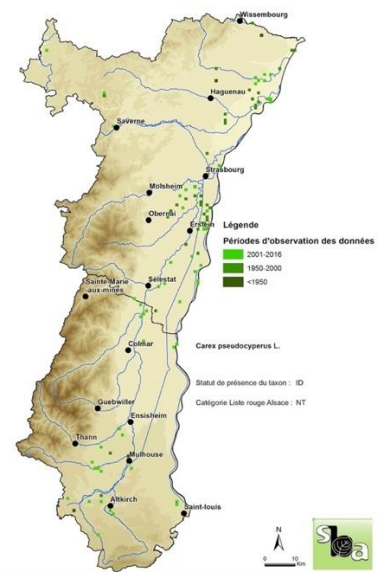 Wissembourg
Haguenau
Saverne
Strasbourg
Molsheim
Obernai
Erstein
Légende
Périodes d'observation des données
2001-2016
1950-2000
<1950
Sainte-Marie
aux-mines
Sélestat
Carex pseudocyperus L.
Colmar
Statut de présence du taxon : ID
Catégorie Liste rouge Alsace : NT
Guebwiller
Ensisheim
Thann
Mulhouse
Altkirch
Saint-louis
N
0 10
Km
sba